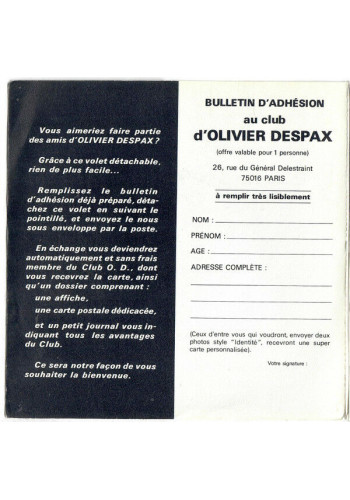 Vous aimeriez faire partie
des amis d'OLIVIER DESPAX ?
Grâce à ce volet détachable,
rien de plus facile...
Remplissez le bulletin
d'adhésion déjà préparé, déta-
chez ce volet en suivant le
pointillé, et envoyez le nous
sous enveloppe par la poste.
En échange vous deviendrez
automatiquement et sans frais
membre du Club O. D., dont
vous recevrez la carte, ainsi
qu'un dossier comprenant :
une affiche,
une carte postale dédicacée,
et un petit journal vous in-
diquant tous les avantages
du Club.
Ce sera notre façon de vous
souhaiter la bienvenue.
BULLETIN D'ADHÉSION
au club
d'OLIVIER DESPAX
(offre valable pour 1 personne)
26, rue du Général Delestraint
75016 PARIS
à remplir très lisiblement
NOM :
PRÉNOM :
AGE :
ADRESSE COMPLÈTE :
(Ceux d'entre vous qui voudront, envoyer deux
photos style "Identité", recevront une super
carte personnalisée).
Votre signature :